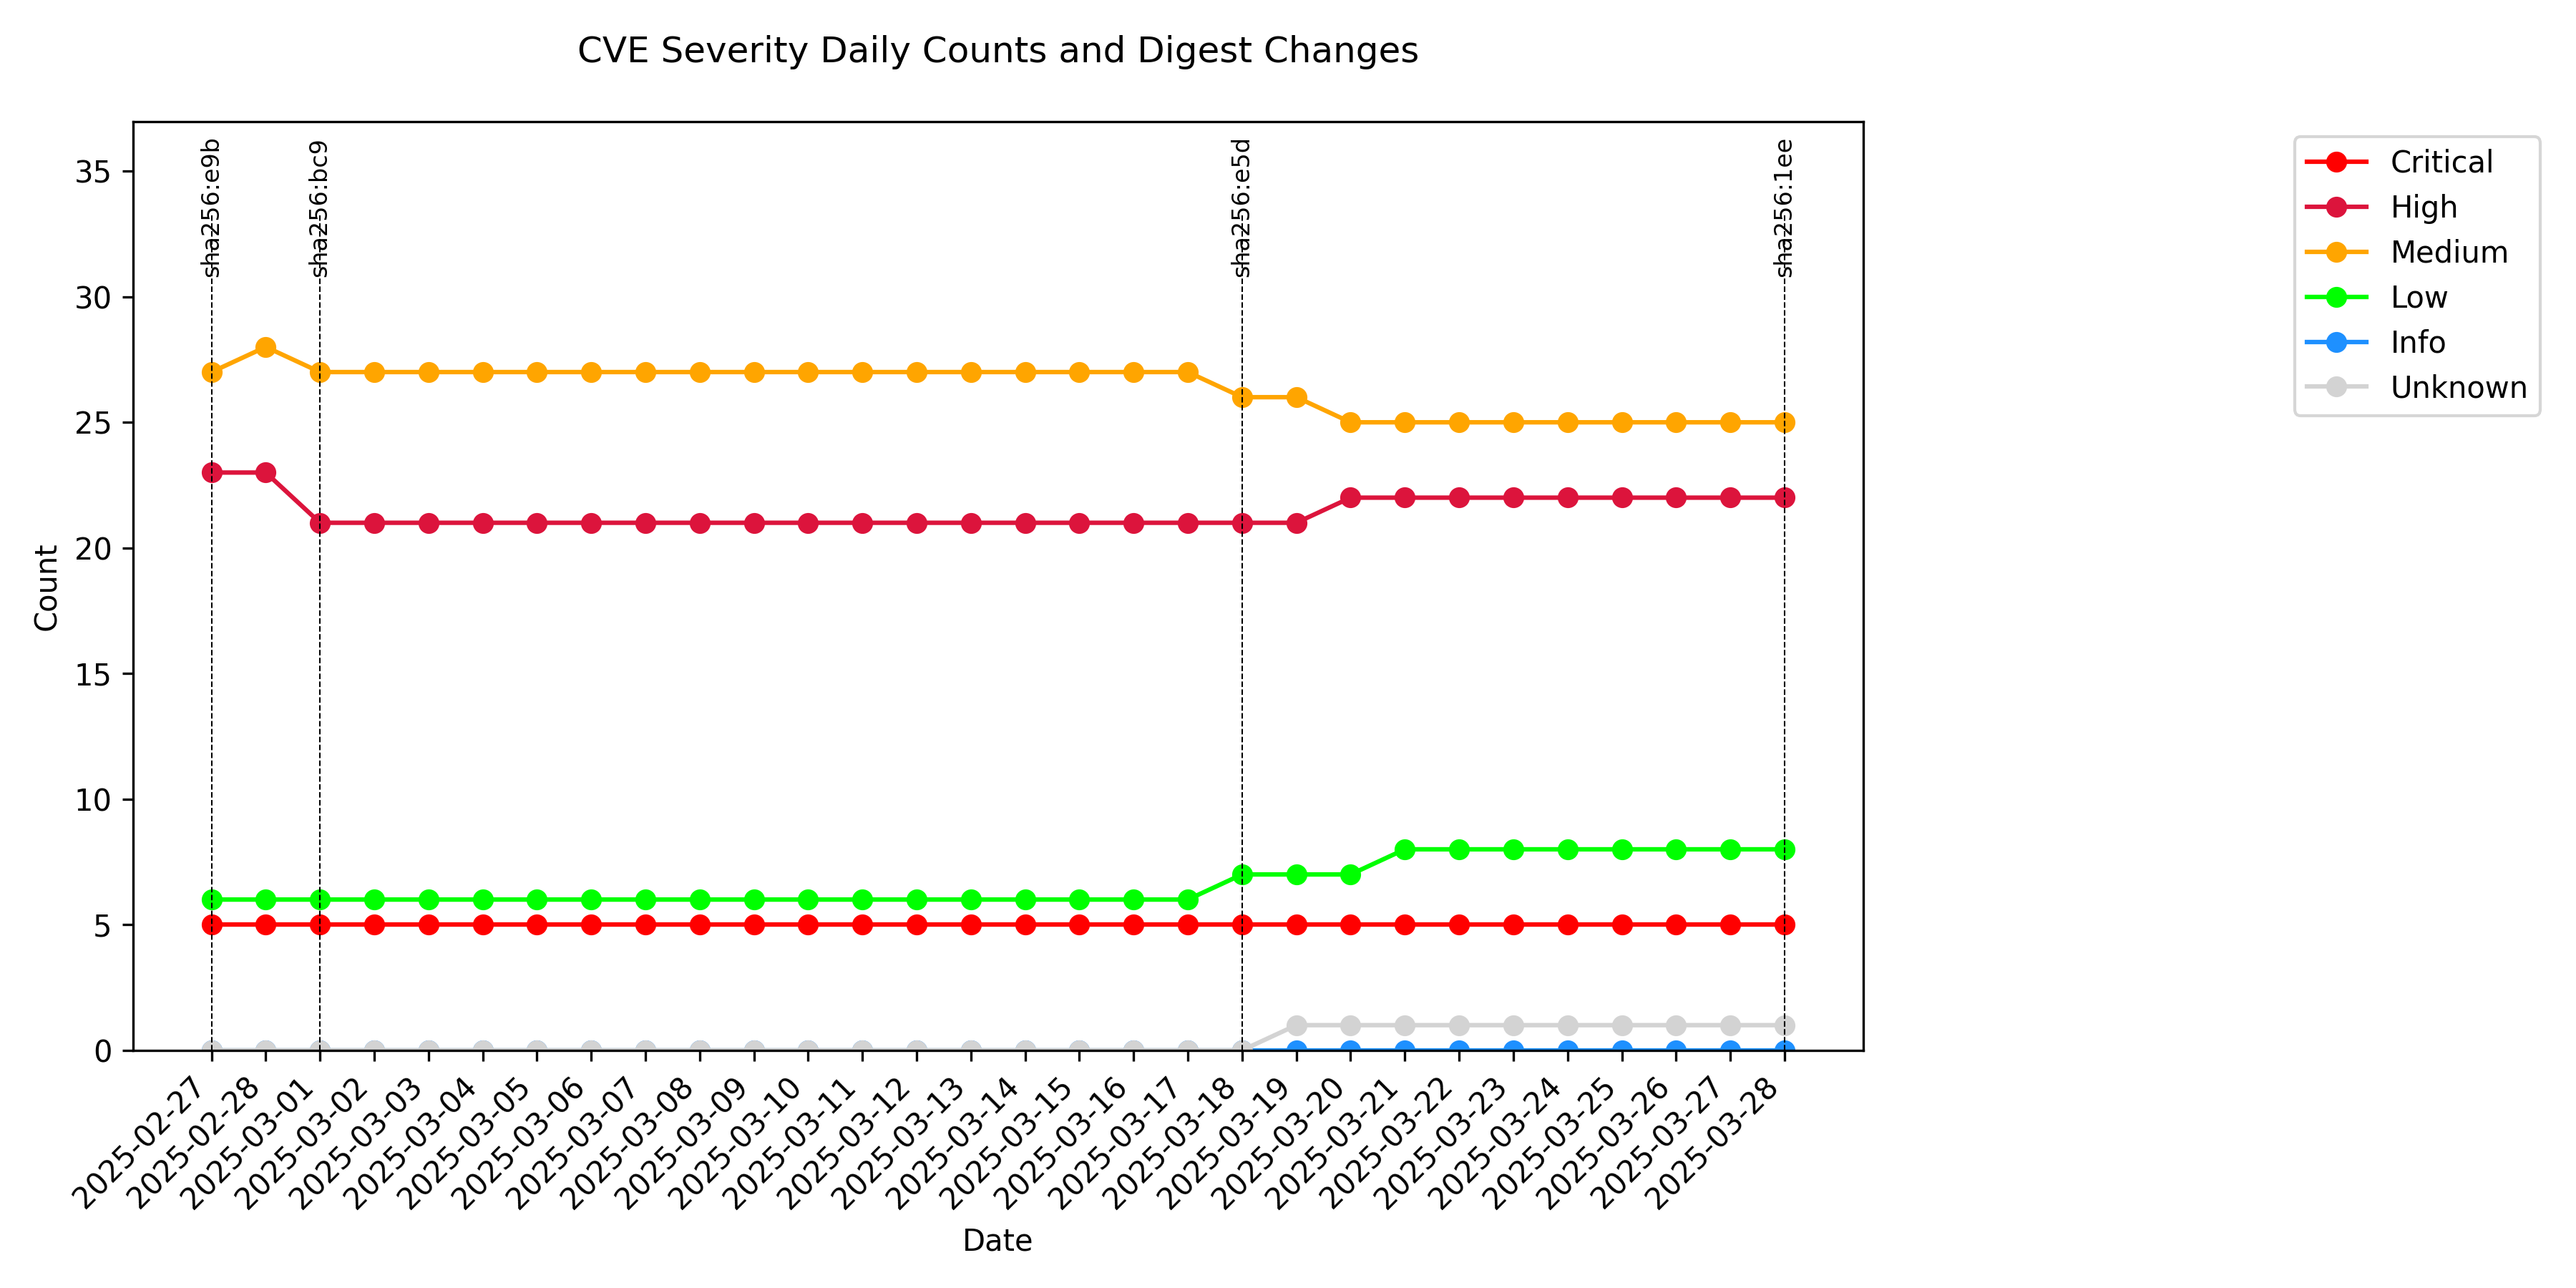 CVE Severity Daily Counts and Digest Changes
sha256:e9b
sha256:bc9
sha256:e5d
sha256:1ee
Critical
High
Medium
Low
Info
Unknown
Count
35
30
25
20
15
10
5
0
2025-02-27
2025-02-28
2025-03-01
2025-03-02
2025-03-03
2025-03-04
2025-03-05
2025-03-06
2025-03-07
2025-03-08
2025-03-09
2025-03-10
2025-03-11
2025-03-12
2025-03-13
2025-03-14
2025-03-15
2025-03-16
2025-03-17
2025-03-18
2025-03-19
2025-03-20
2025-03-21
2025-03-22
2025-03-23
2025-03-24
2025-03-25
2025-03-26
2025-03-27
2025-03-28
Date